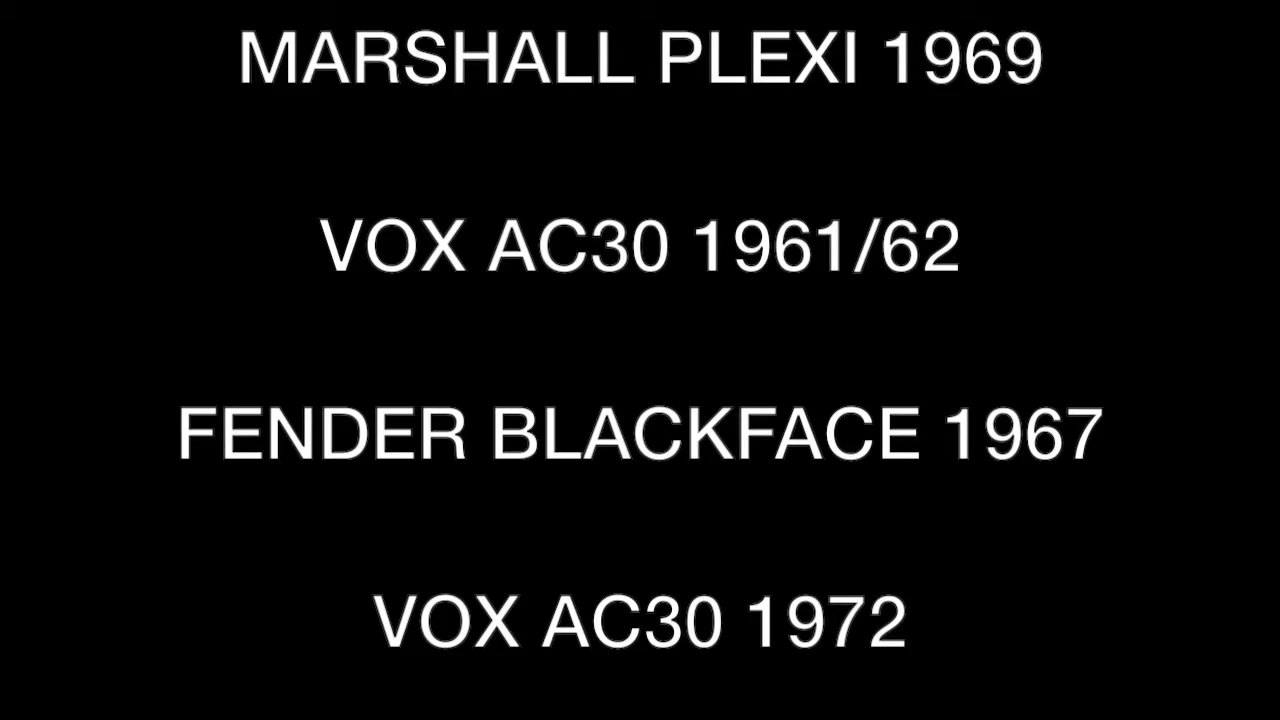 MARSHALL PLEXI 1969
VOX AC30 1961/62
FENDER BLACKFACE 1967
VOX AC30 1972